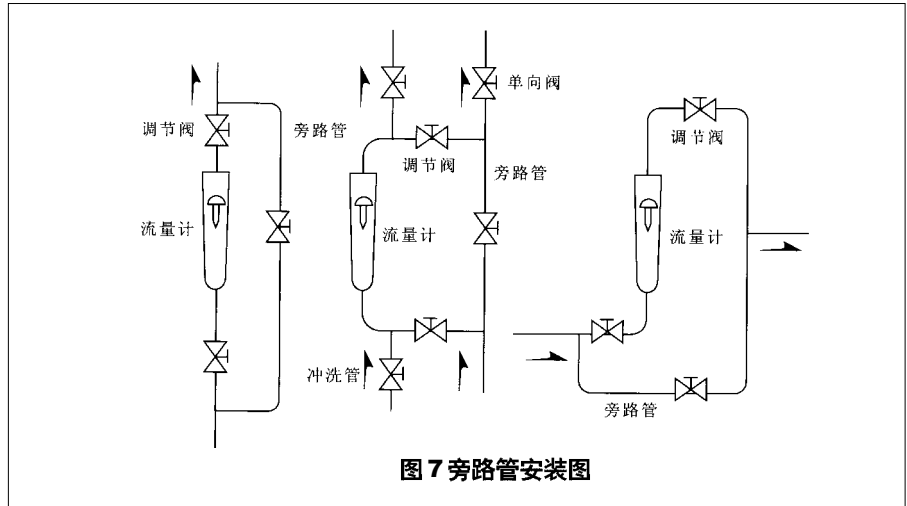 调节阀
旁路管
流量计
单向阀
调节阀
旁路管
流量计
冲洗管
调节阀
流量计
旁路管
图7旁路管安装图